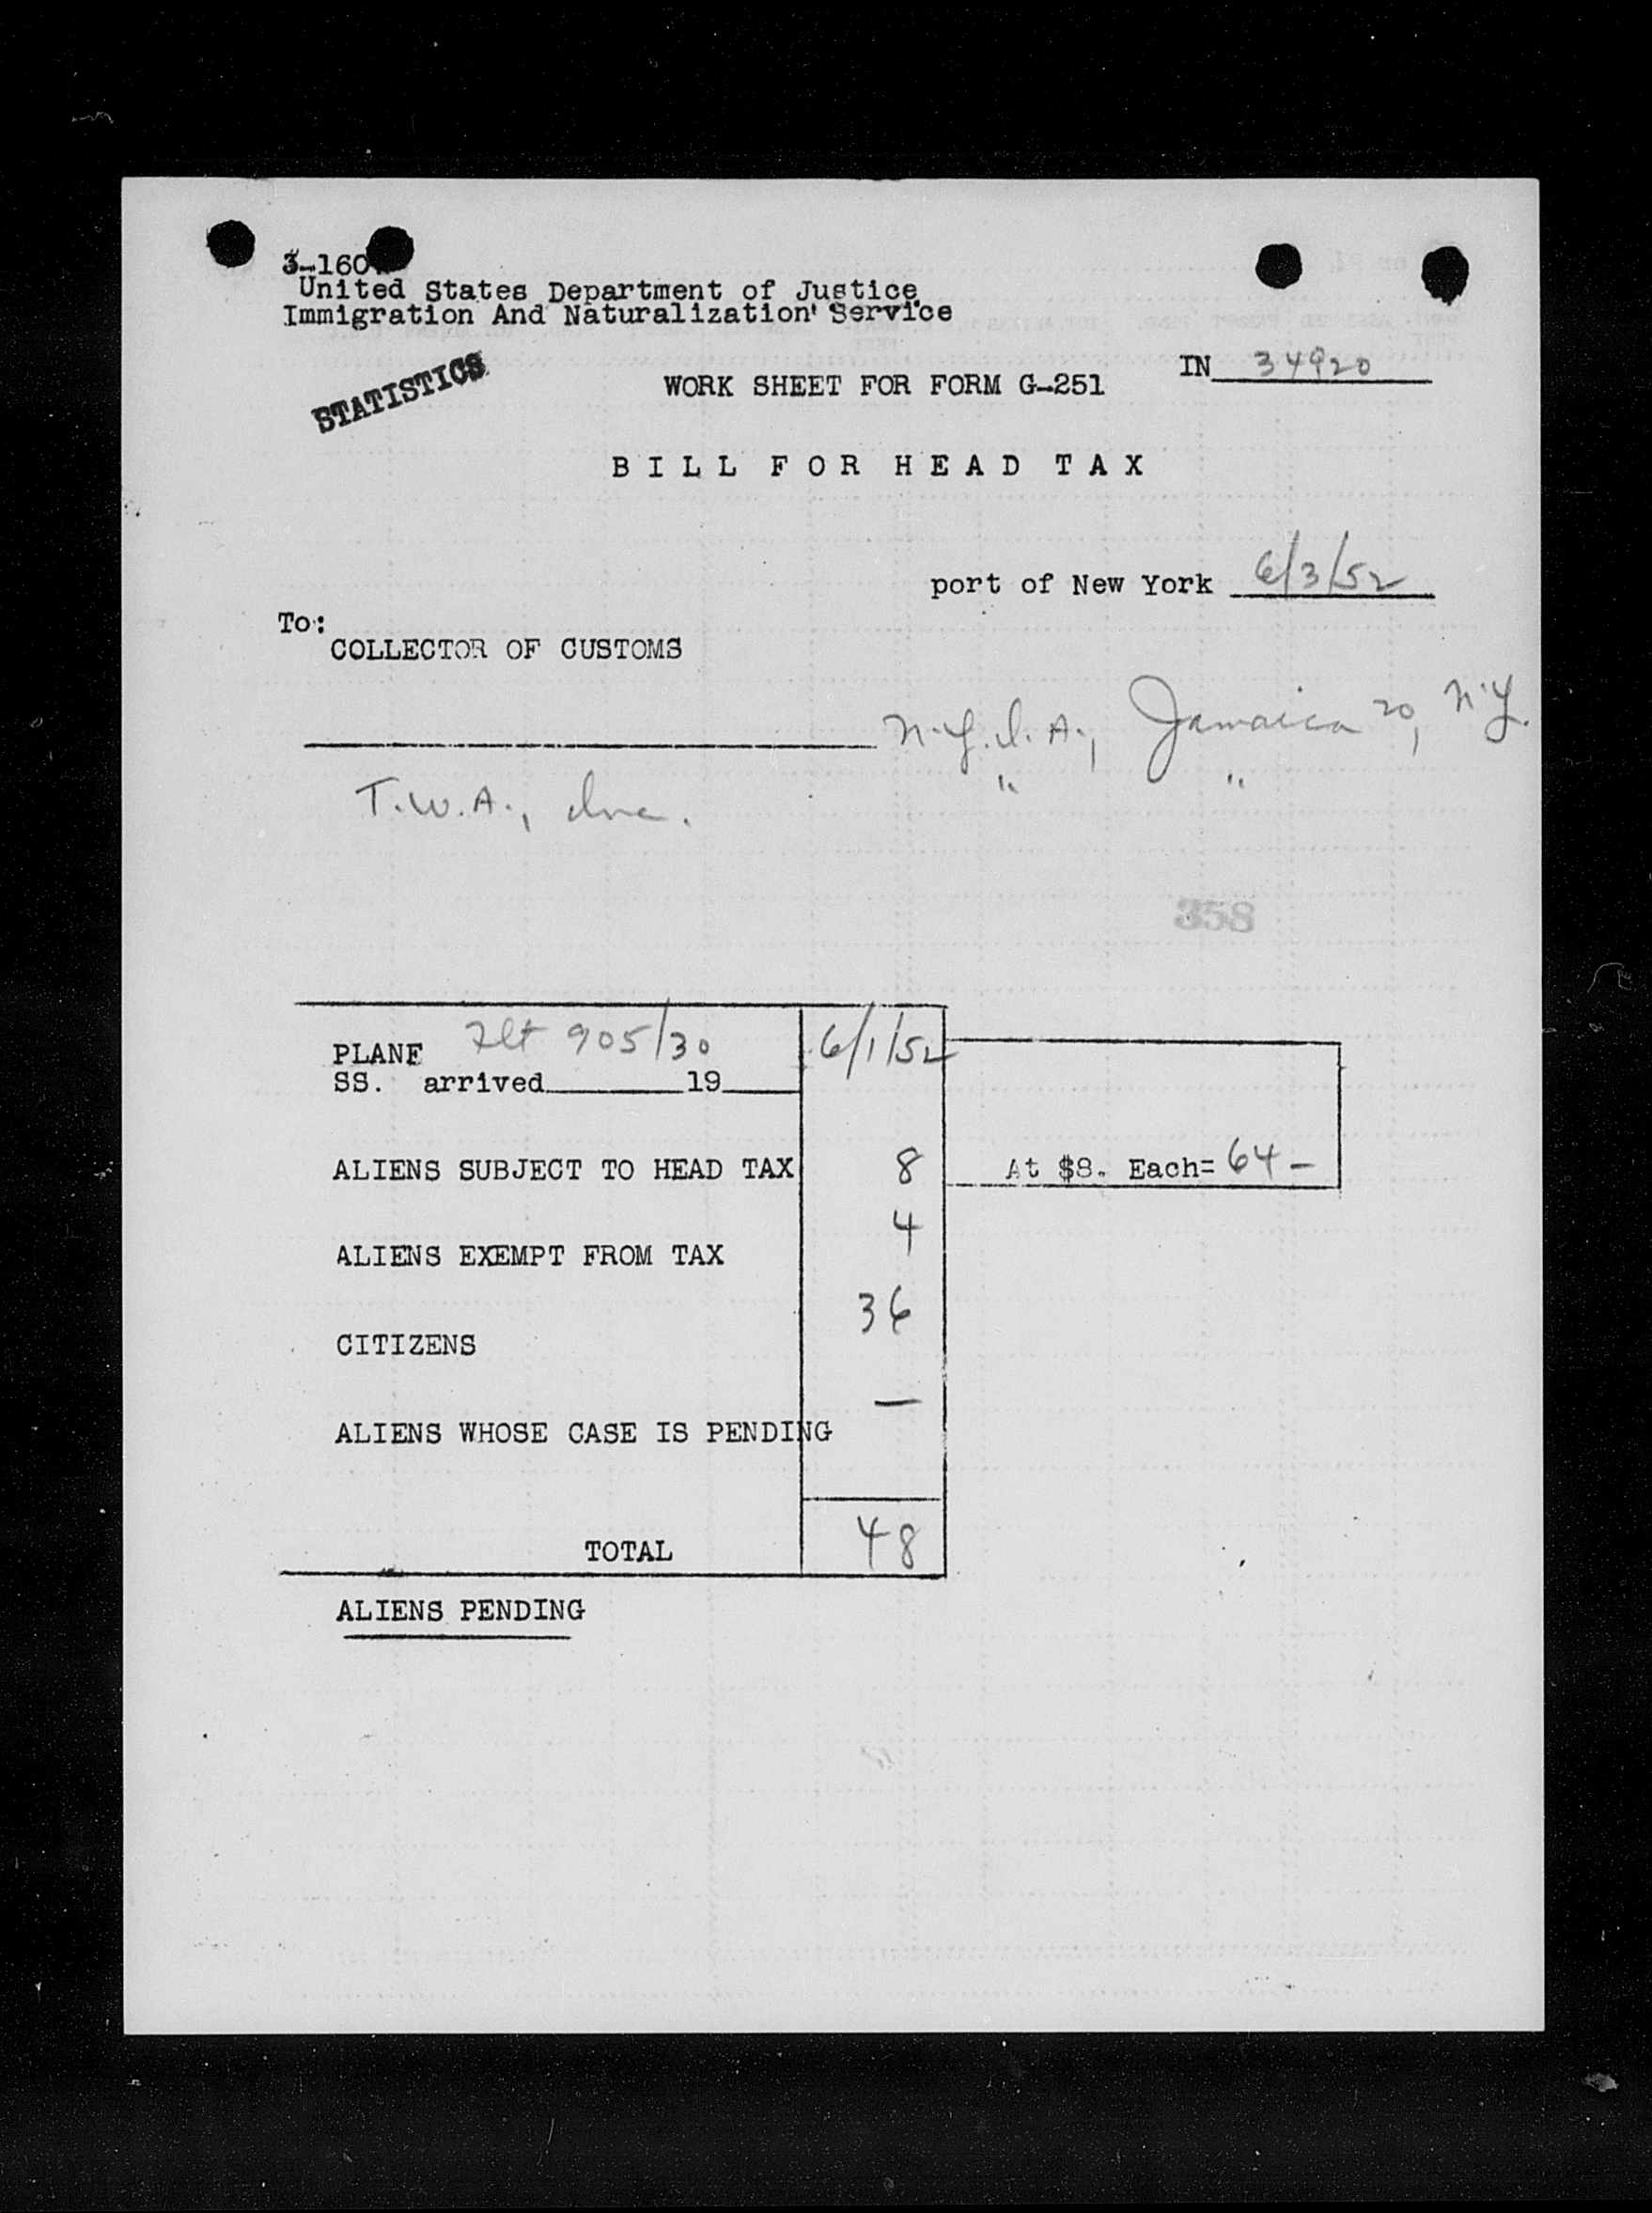 3-160
United States Department of Justice
Immigration And Naturalization Service
STATISTICS
IN 34920
WORK SHEET FOR FORM G-251
BILL FOR HEAD TAX
port of New York 6/3/52
To:
COLLECTOR OF CUSTOMS
N.Y.I.A., Jamaica 20, N.Y.
T.W.A., Inc. " "
358
PLANE Flt 905/30 6/1/52
SS. arrived 19
ALIENS SUBJECT TO HEAD TAX 8 At $8. Each= 64 –
ALIENS EXEMPT FROM TAX 4
CITIZENS 36
ALIENS WHOSE CASE IS PENDING —
TOTAL 48
ALIENS PENDING